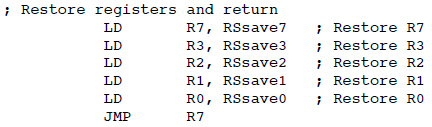 ; Restore registers and return
LD R7, RSsave7 ; Restore R7
LD R3, RSsave3 ; Restore R3
LD R2, RSsave2 ; Restore R2
LD R1, RSsave1 ; Restore R1
LD R0, RSsave0 ; Restore R0
JMP R7